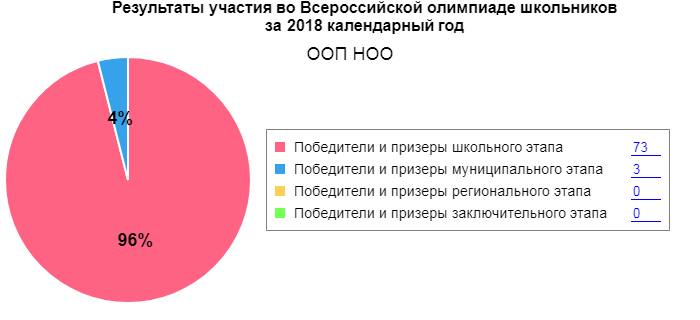 Результаты участия во Всероссийской олимпиаде школьников
за 2018 календарный год
ООП НОО
4%
96%
Победители и призеры школьного этапа 73
Победители и призеры муниципального этапа 3
Победители и призеры регионального этапа 0
Победители и призеры заключительного этапа 0